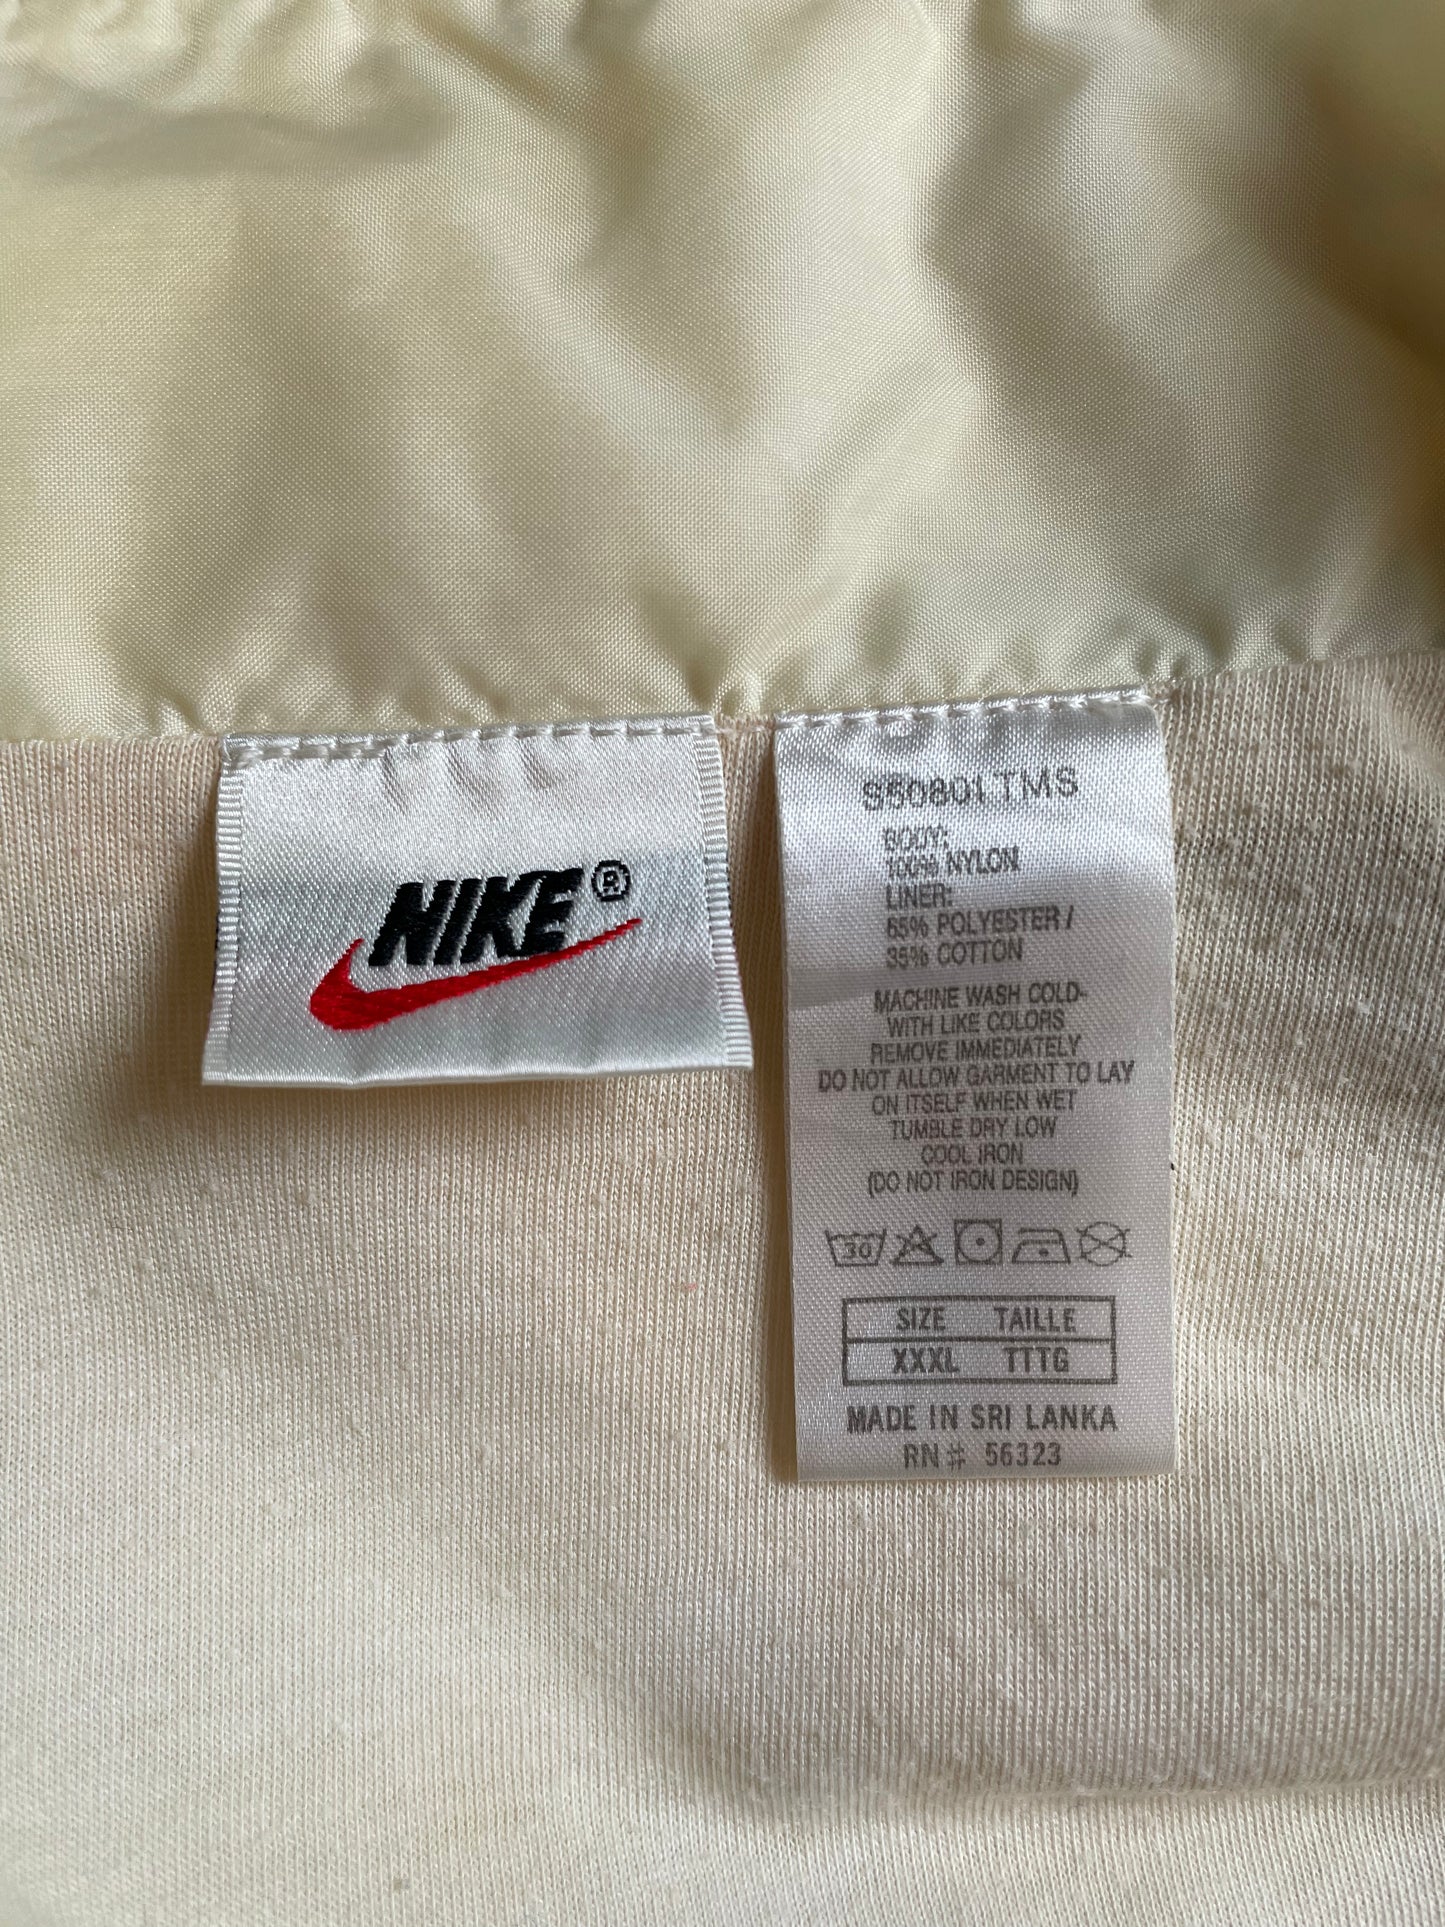 NIKE®
S50801 TMS
BODY:
100% NYLON
LINER:
65% POLYESTER /
35% COTTON
MACHINE WASH COLD-
WITH LIKE COLORS
REMOVE IMMEDIATELY
DO NOT ALLOW GARMENT TO LAY
ON ITSELF WHEN WET
TUMBLE DRY LOW
COOL IRON
(DO NOT IRON DESIGN)
30
SIZE TAILLE
XXXL TTTG
MADE IN SRI LANKA
RN# 56323